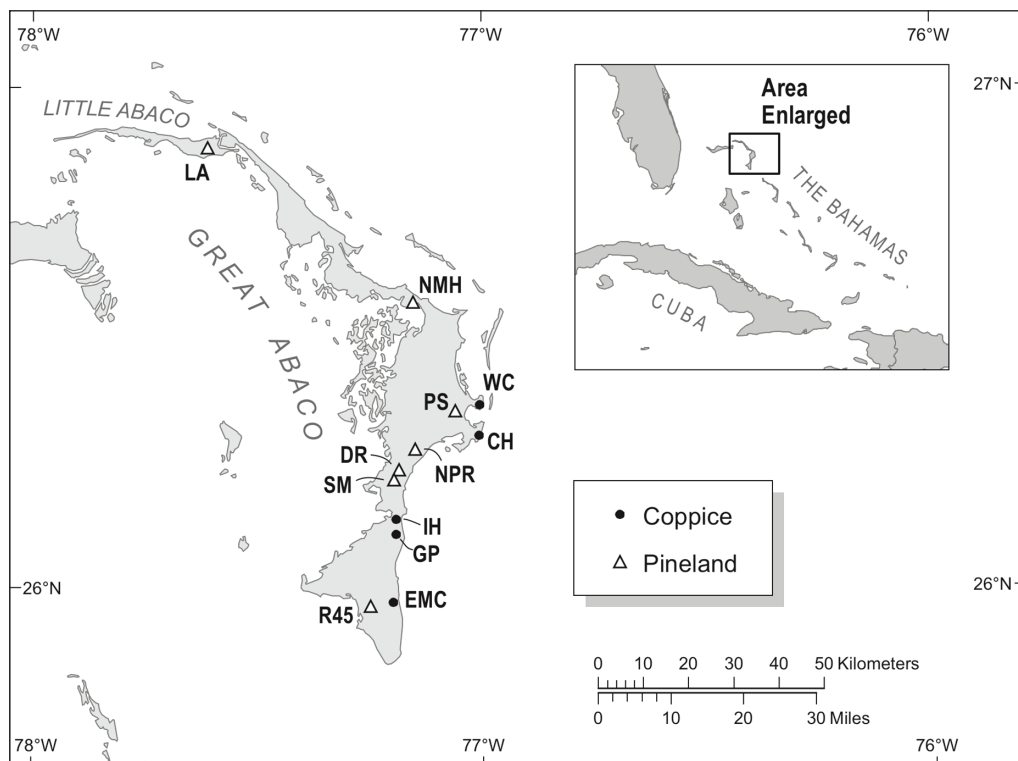 78°W
77°W
76°W
27°N
LITTLE ABACO
LA
GREAT ABACO
NMH
WC
PS
CH
DR
NPR
SM
IH
GP
EMC
R45
26°N
26°N
Area
Enlarged
THE BAHAMAS
CUBA
Coppice
Pineland
0 10 20 30 40 50 Kilometers
0 10 20 30 Miles
78°W
77°W
76°W